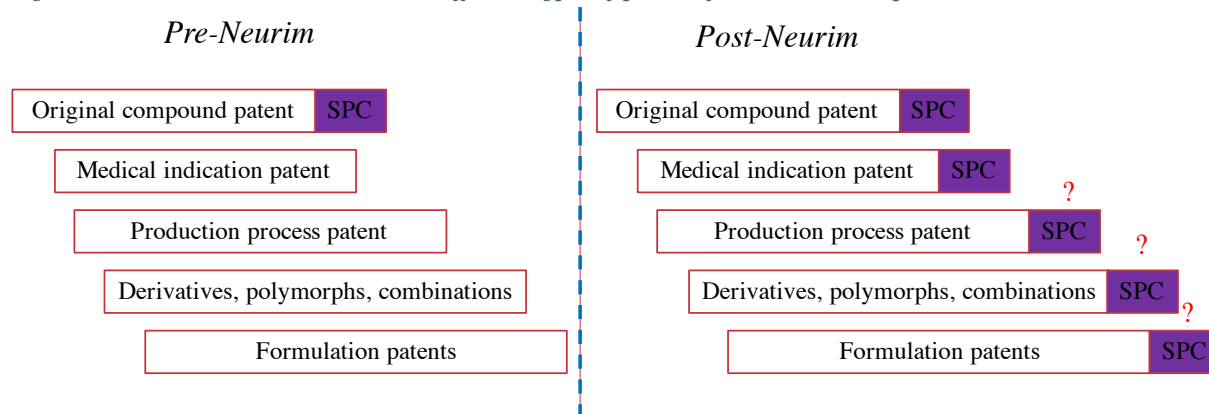 Pre-Neurim
Original compound patent SPC
Medical indication patent
Production process patent
Derivatives, polymorphs, combinations
Formulation patents
Post-Neurim
Original compound patent SPC
Medical indication patent SPC
?
Production process patent SPC
?
Derivatives, polymorphs, combinations SPC
?
Formulation patents SPC